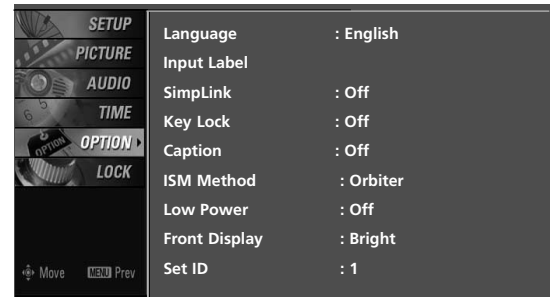 SETUP
PICTURE
AUDIO
TIME
OPTION
LOCK
Move MENU Prev
Language : English
Input Label
SimpLink : Off
Key Lock : Off
Caption : Off
ISM Method : Orbiter
Low Power : Off
Front Display : Bright
Set ID : 1